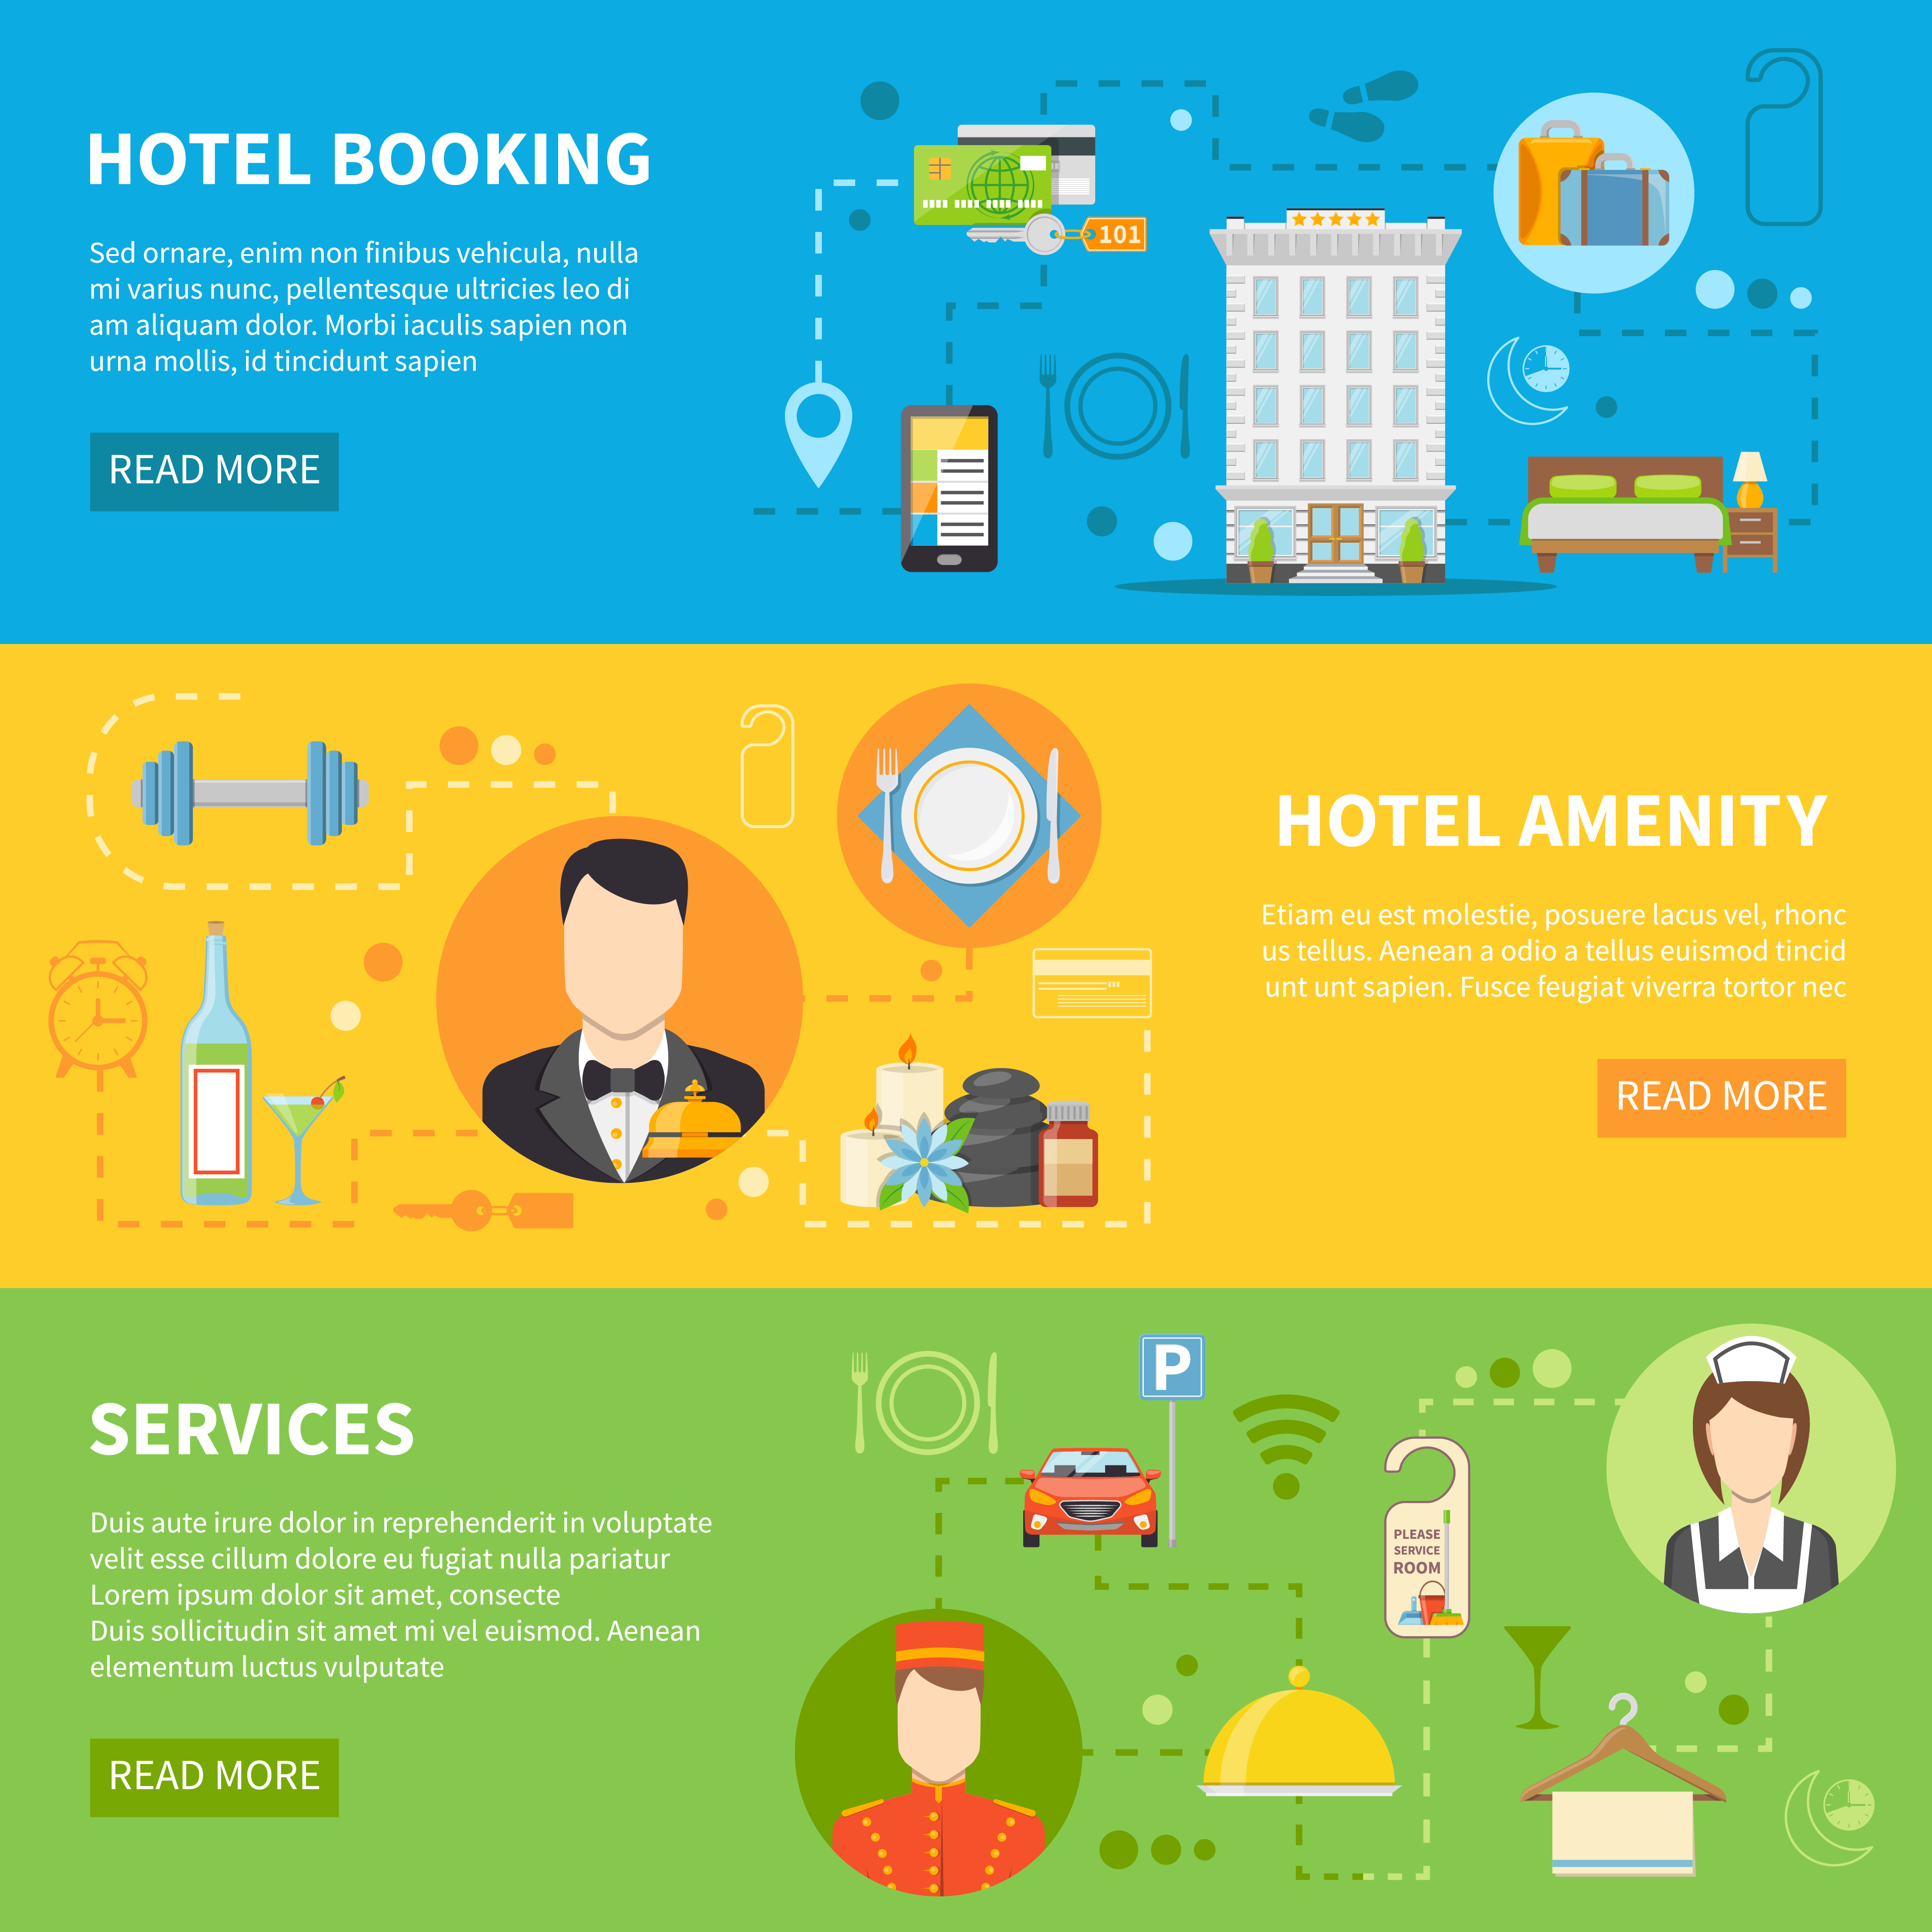 HOTEL BOOKING
Sed ornare, enim non finibus vehicula, nulla
mi varius nunc, pellentesque ultricies leo di
am aliquam dolor. Morbi iaculis sapien non
urna mollis, id tincidunt sapien
READ MORE
101
HOTEL AMENITY
Etiam eu est molestie, posuere lacus vel, rhonc
us tellus. Aenean a odio a tellus euismod tincid
unt unt sapien. Fusce feugiat viverra tortor nec
READ MORE
SERVICES
Duis aute irure dolor in reprehenderit in voluptate
velit esse cillum dolore eu fugiat nulla pariatur
Lorem ipsum dolor sit amet, consecte
Duis sollicitudin sit amet mi vel euismod. Aenean
elementum luctus vulputate
READ MORE
P
PLEASE
SERVICE
ROOM